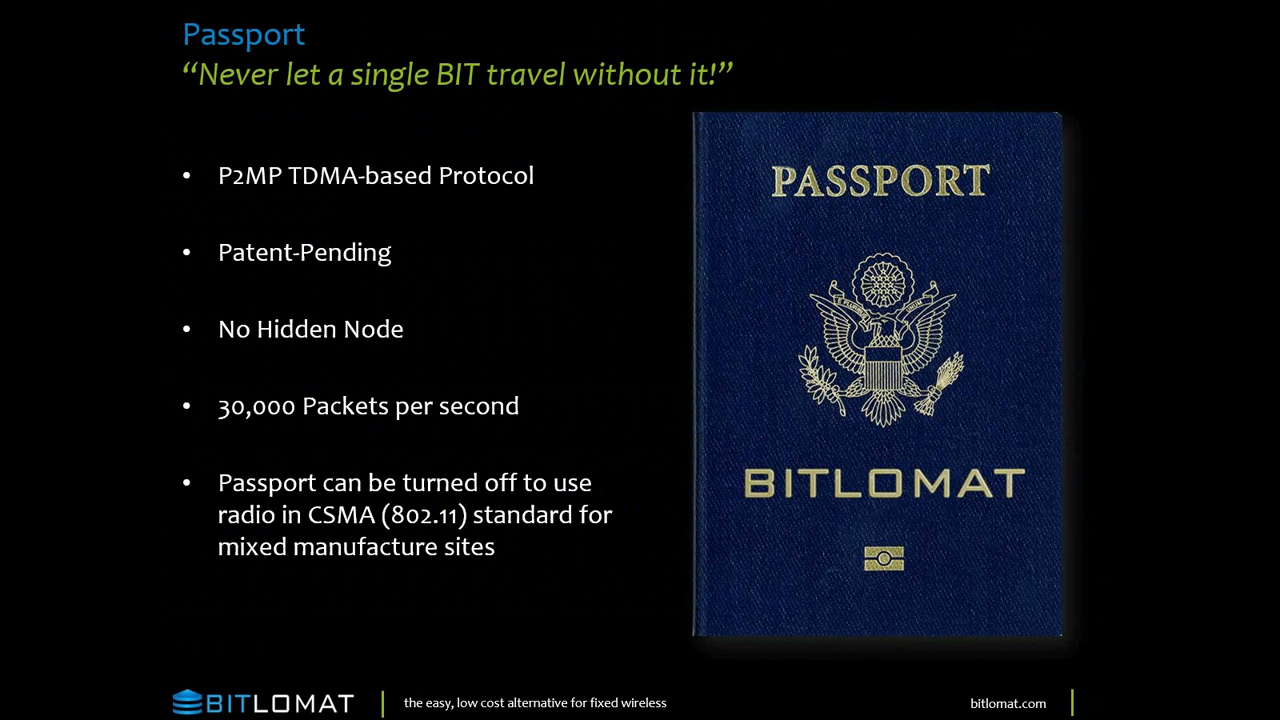 Passport
“Never let a single BIT travel without it!”
• P2MP TDMA-based Protocol
• Patent-Pending
• No Hidden Node
• 30,000 Packets per second
• Passport can be turned off to use
radio in CSMA (802.11) standard for
mixed manufacture sites
PASSPORT
BITLOMAT
BITLOMAT
the easy, low cost alternative for fixed wireless
bitlomat.com